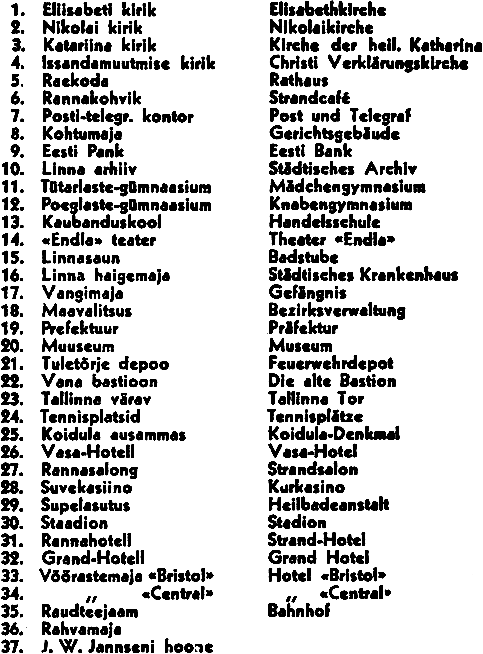 1. Eliisabeti kirik Elisabethkirche
2. Nikolai kirik Nikolaikirche
3. Katariina kirik Kirche der heil. Katharina
4. Issandamuutmise kirik Christi Verklärungskirche
5. Raekoda Rathaus
6. Rannakohvik Strandcafé
7. Posti-telegr. kontor Post und Telegraf
8. Kohtumaja Gerichtsgebäude
9. Eesti Pank Eesti Bank
10. Linna arhiiv Städtisches Archiv
11. Tütarlaste-gümnaasium Mädchengymnasium
12. Poeglaste-gümnaasium Knabengymnasium
13. Kaubanduskool Handelsschule
14. «Endla» teater Theater «Endla»
15. Linnasaun Badstube
16. Linna haigemaja Städtisches Krankenhaus
17. Vangimaja Gefängnis
18. Maavalitsus Bezirksverwaltung
19. Prefektuur Präfektur
20. Muuseum Museum
21. Tuletõrje depoo Feuerwehrdepot
22. Vana bastioon Die alte Bastion
23. Tallinna värav Tallinna Tor
24. Tennisplatsid Tennisplätze
25. Koidula ausammas Koidula-Denkmal
26. Vasa-Hotell Vasa-Hotel
27. Rannasalong Strandsalon
28. Suvekasiino Kurkasino
29. Supelasutus Heilbadeanstalt
30. Staadion Stadion
31. Rannahotell Strand-Hotel
32. Grand-Hotell Grand Hotel
33. Võõrastemaja «Bristol» Hotel «Bristol»
34. „ «Central» „ «Central»
35. Raudteejaam Bahnhof
36. Rahvamaja
37. J. W. Jannseni hoone